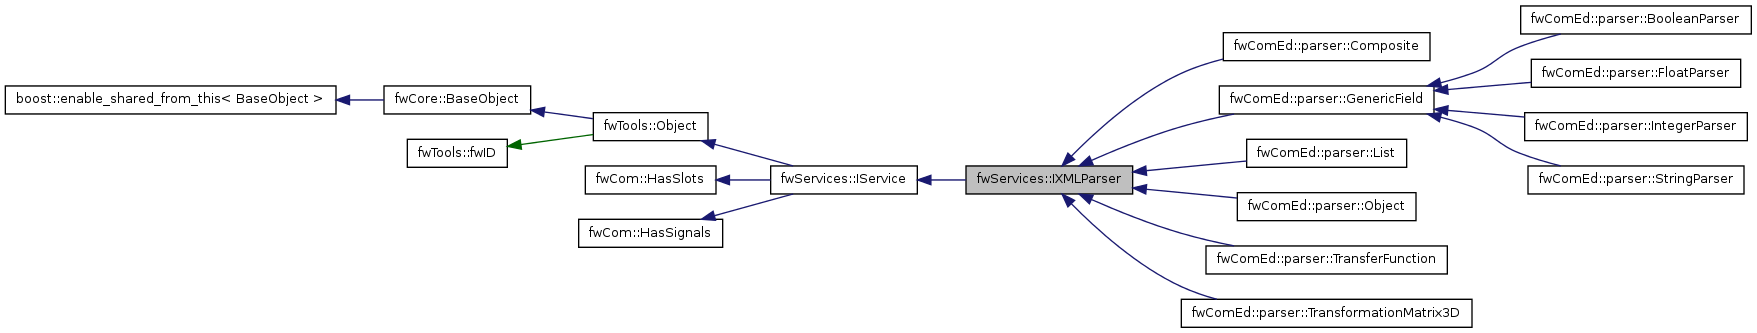 boost::enable_shared_from_this< BaseObject >
fwCore::BaseObject
fwTools::fwID
fwTools::Object
fwCom::HasSlots
fwCom::HasSignals
fwServices::IService
fwServices::IXMLParser
fwComEd::parser::Composite
fwComEd::parser::GenericField
fwComEd::parser::List
fwComEd::parser::Object
fwComEd::parser::TransferFunction
fwComEd::parser::TransformationMatrix3D
fwComEd::parser::BooleanParser
fwComEd::parser::FloatParser
fwComEd::parser::IntegerParser
fwComEd::parser::StringParser